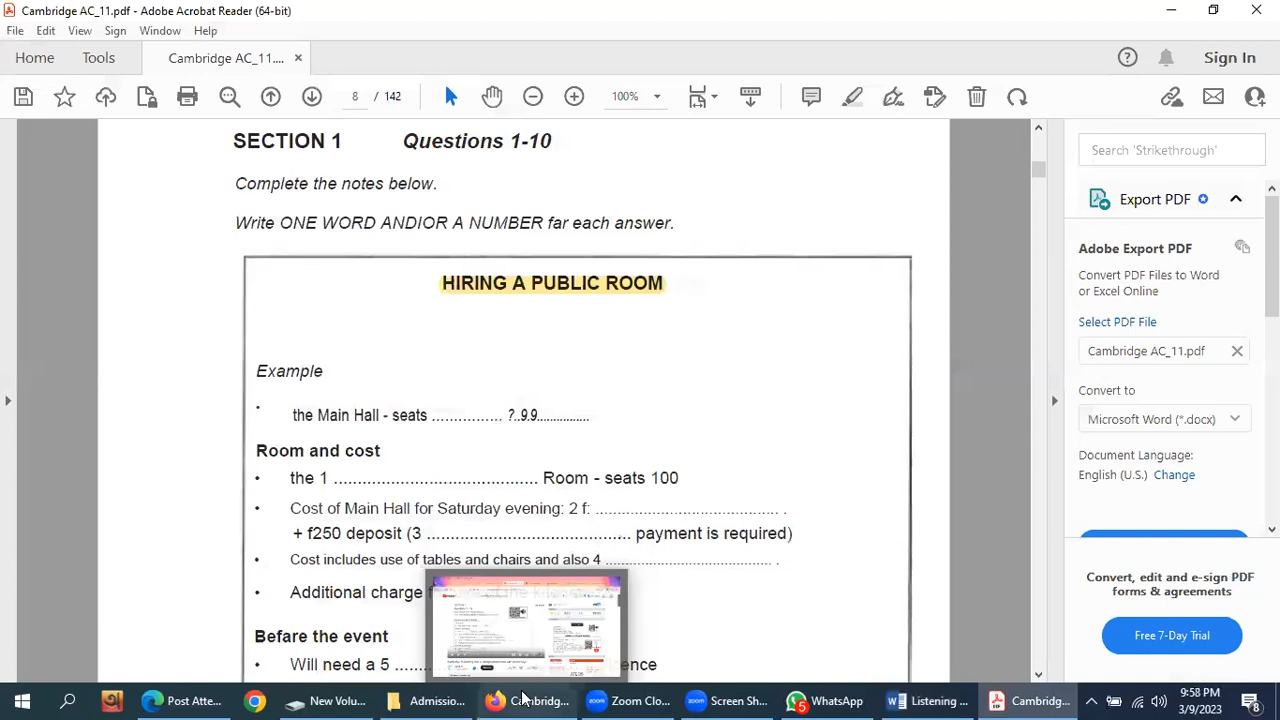 Cambridge AC_11.pdf - Adobe Acrobat Reader (64-bit)
File Edit View Sign Window Help
Home Tools Cambridge AC_11....
Sign In
8 / 142
100%
SECTION 1 Questions 1-10
Complete the notes below.
Write ONE WORD ANDIOR A NUMBER far each answer.
HIRING A PUBLIC ROOM
Example
• the Main Hall - seats ............... ?..9.9...............
Room and cost
• the 1 ........................................ Room - seats 100
• Cost of Main Hall for Saturday evening: 2 f: ........................................ .
+ f250 deposit (3 ........................................ payment is required)
• Cost includes use of tables and chairs and also 4 .................................... .
• Additional charge
Befare the event
• Will need a 5 ....
Search 'Strikethrough'
Export PDF
Adobe Export PDF
Convert PDF Files to Word
or Excel Online
Select PDF File
Cambridge AC_11.pdf
Convert to
Microsoft Word (*.docx)
Document Language:
English (U.S.) Change
Convert, edit and e-sign PDF
forms & agreements
Free 7-Day Trial
Post Atte...
New Volu...
Admissio...
Cambridg...
Zoom Clo...
Screen Sh...
5
WhatsApp
Listening ...
Cambridg...
9:58 PM
3/9/2023